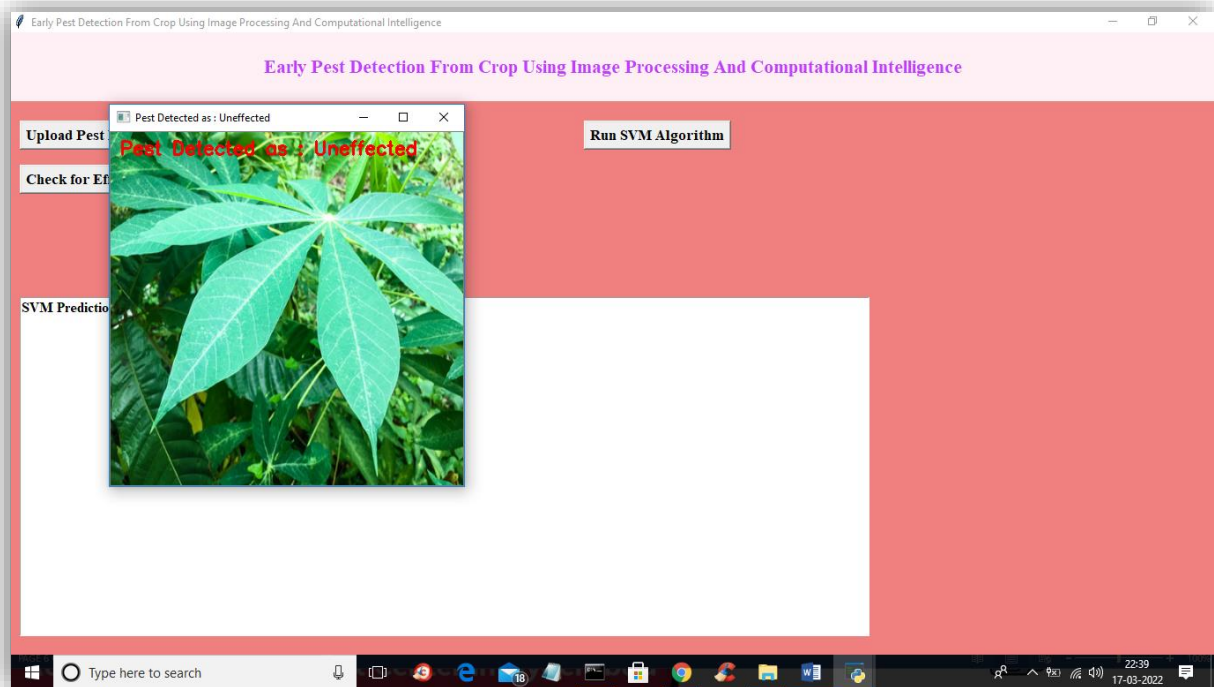 Early Pest Detection From Crop Using Image Processing And Computational Intelligence
Early Pest Detection From Crop Using Image Processing And Computational Intelligence
Pest Detected as : Uneffected
Upload Pest
Run SVM Algorithm
Pest Detected as : Uneffected
Check for
SVM
Type here to search
18
22:39
17-03-2022